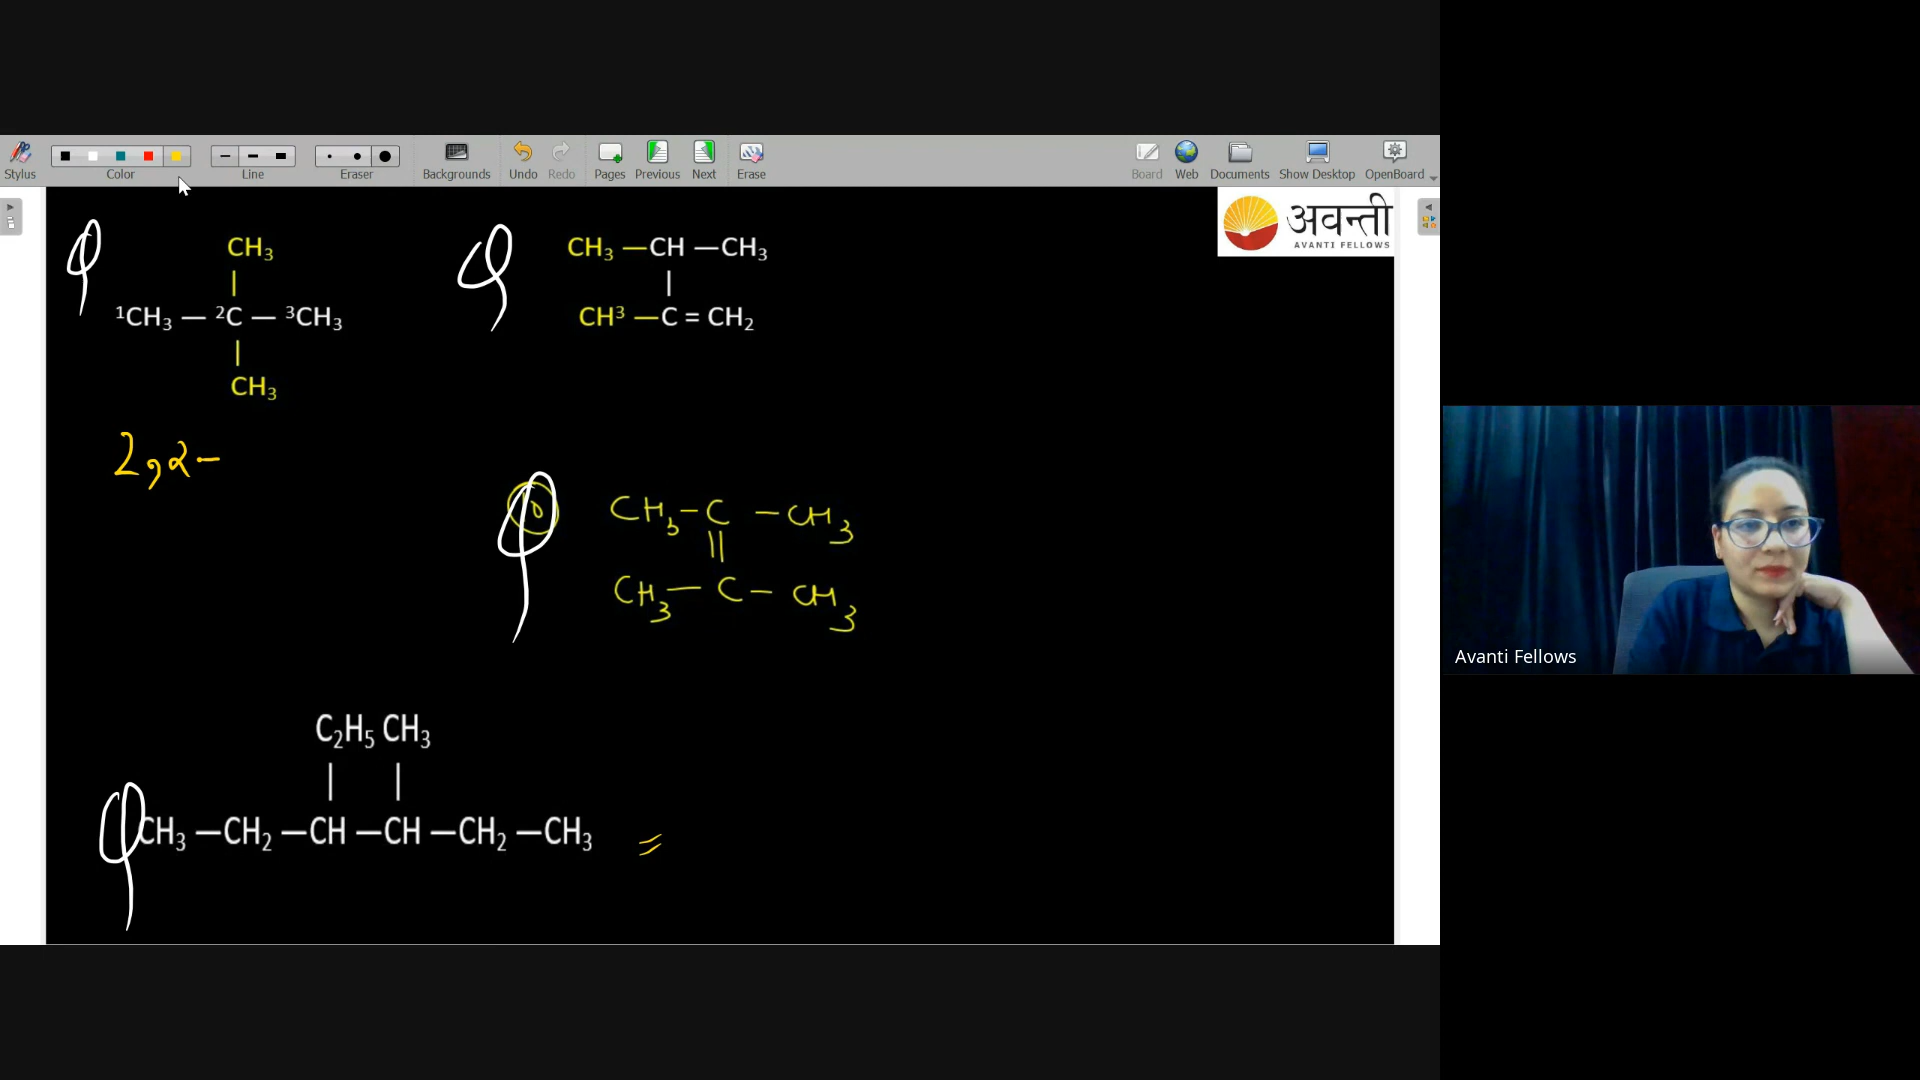 Stylus Color Line Eraser Backgrounds Undo Redo Pages Previous Next Erase Board Web Documents Show Desktop OpenBoard
अवन्ती
AVANTI FELLOWS
Q
CH₃
|
¹CH₃ — ²C — ³CH₃
|
CH₃
2,2-
Q
CH₃ —CH —CH₃
|
CH³ —C = CH₂
Q
CH₃-C -CH₃
||
CH₃-C-CH₃
C₂H₅ CH₃
| |
Q CH₃ —CH₂ —CH —CH —CH₂ —CH₃ =
Avanti Fellows